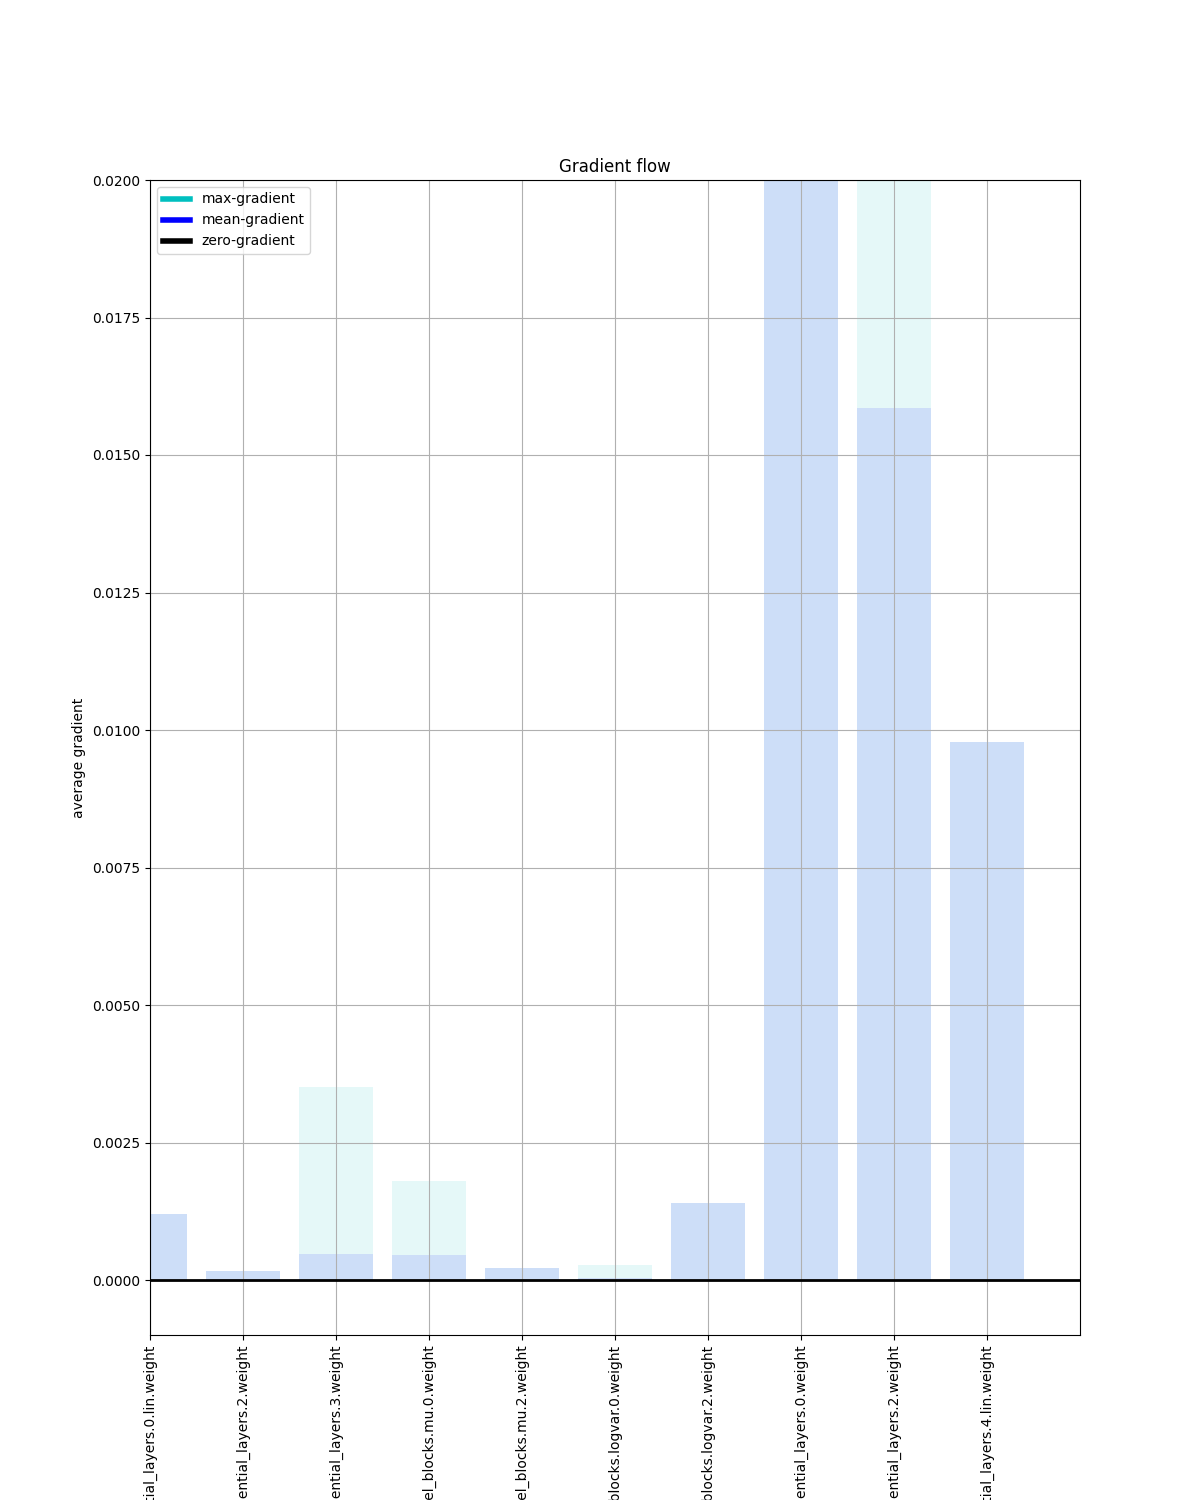 Gradient flow
max-gradient
mean-gradient
zero-gradient
0.0200
0.0175
0.0150
0.0125
0.0100
0.0075
0.0050
0.0025
0.0000
average gradient
tial_layers.0.lin.weight
ential_layers.2.weight
ential_layers.3.weight
el_blocks.mu.0.weight
el_blocks.mu.2.weight
blocks.logvar.0.weight
blocks.logvar.2.weight
ential_layers.0.weight
ential_layers.2.weight
tial_layers.4.lin.weight